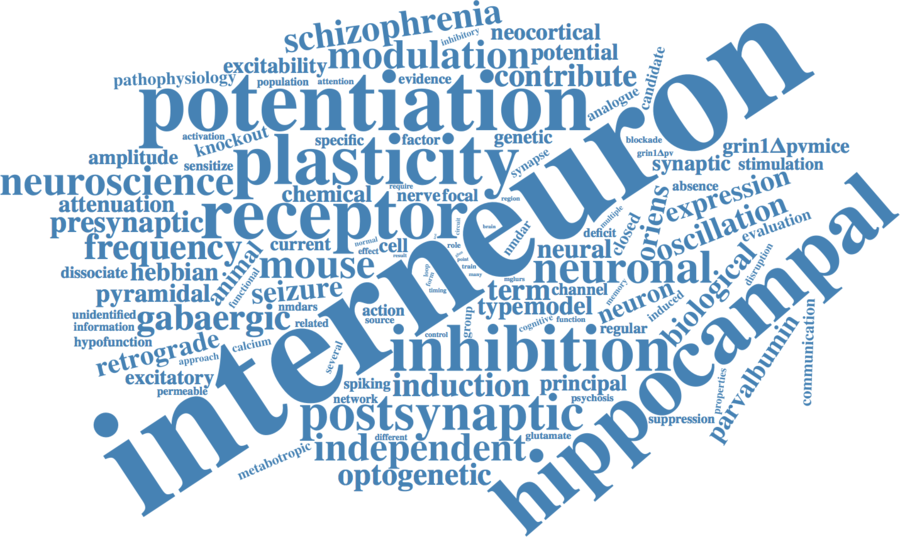 schizophrenia
inhibitory
neocortical
modulation
potential
excitability
pathophysiology
population
attention
evidence
contribute
candidate
potentiation
analogue
activation
knockout
specific
factor
genetic
blockade
grin1Δpv
grin1Δpvmice
amplitude
sensitize
plasticity
synapse
synaptic
stimulation
neuroscience
chemical
require
nerve
focal
region
absence
expression
attenuation
receptor
circuit
brain
multiple
oriens
presynaptic
nmdar
deficit
closed
oscillation
evaluation
frequency
current
normal
effect
cell
result
role
neural
animal
dissociate
hebbian
mouse
point
train
many
neuronal
biological
disruption
functional
seizure
keep
form
timing
mglurs
term
channel
memory
neuron
pyramidal
nmdars
action
source
type
model
induced
unidentified
information
gabaergic
related
group
cognitive
function
regular
hypofunction
retrograde
approach
calcium
control
interneuron
inhibition
hippocampal
parvalbumin
communication
several
excitatory
permeable
spiking
network
induction
principal
psychosis
properties
suppression
postsynaptic
different
glutamate
independent
metabotropic
optogenetic